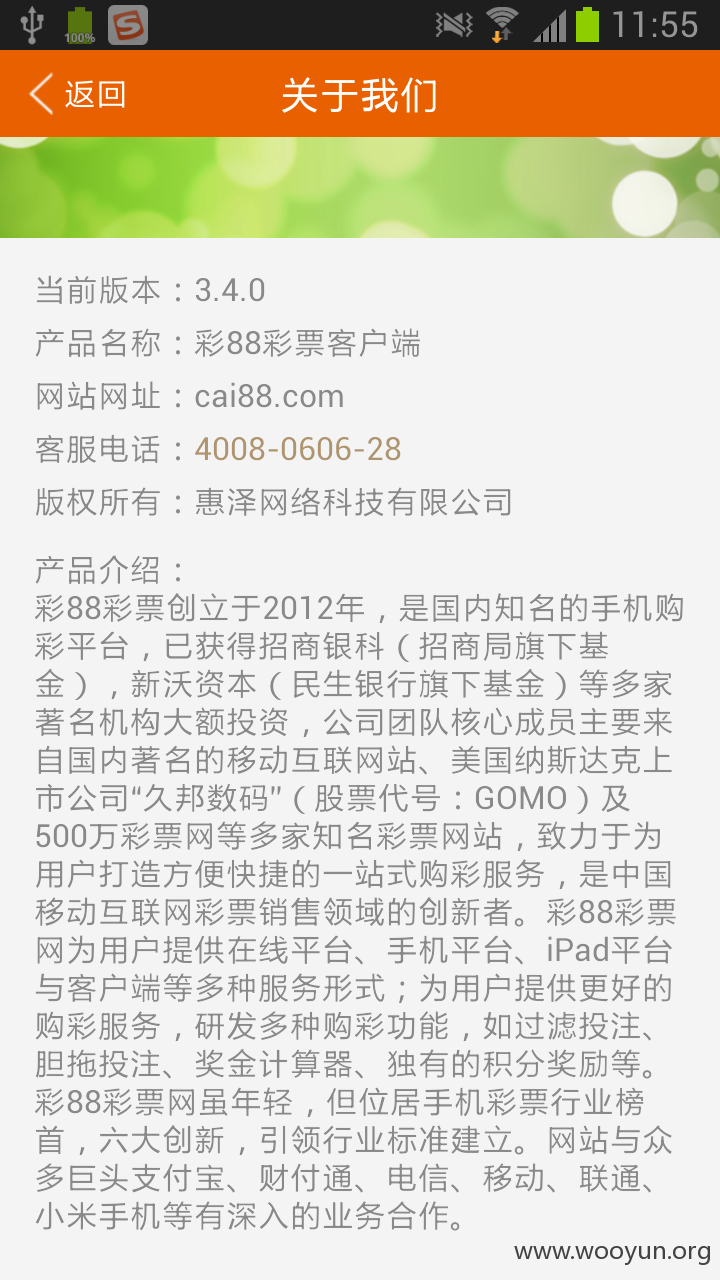 100%
11:55
返回
关于我们
当前版本：3.4.0
产品名称：彩88彩票客户端
网站网址：cai88.com
客服电话：4008-0606-28
版权所有：惠泽网络科技有限公司
产品介绍：
彩88彩票创立于2012年，是国内知名的手机购
彩平台，已获得招商银科（招商局旗下基
金），新沃资本（民生银行旗下基金）等多家
著名机构大额投资，公司团队核心成员主要来
自国内著名的移动互联网站、美国纳斯达克上
市公司“久邦数码”（股票代号：GOMO）及
500万彩票网等多家知名彩票网站，致力于为
用户打造方便快捷的一站式购彩服务，是中国
移动互联网彩票销售领域的创新者。彩88彩票
网为用户提供在线平台、手机平台、iPad平台
与客户端等多种服务形式；为用户提供更好的
购彩服务，研发多种购彩功能，如过滤投注、
胆拖投注、奖金计算器、独有的积分奖励等。
彩88彩票网虽年轻，但位居手机彩票行业榜
首，六大创新，引领行业标准建立。网站与众
多巨头支付宝、财付通、电信、移动、联通、
小米手机等有深入的业务合作。
www.wooyun.org